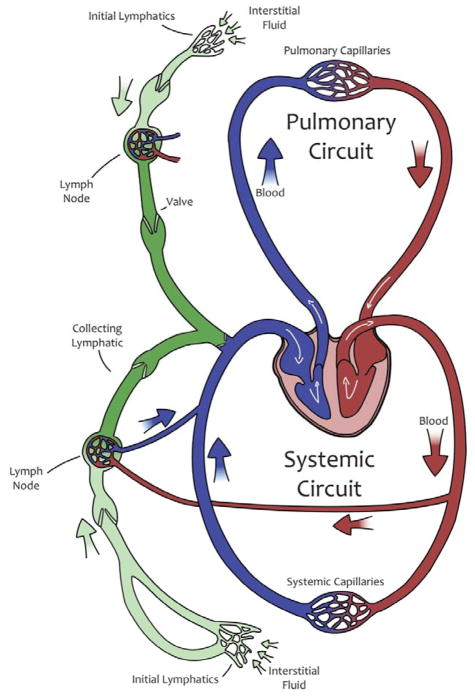 Initial Lymphatics
Interstitial
Fluid
Pulmonary Capillaries
Pulmonary
Circuit
Blood
Lymph
Node
Valve
Collecting
Lymphatic
Blood
Systemic
Circuit
Lymph
Node
Systemic Capillaries
Initial Lymphatics
Interstitial
Fluid